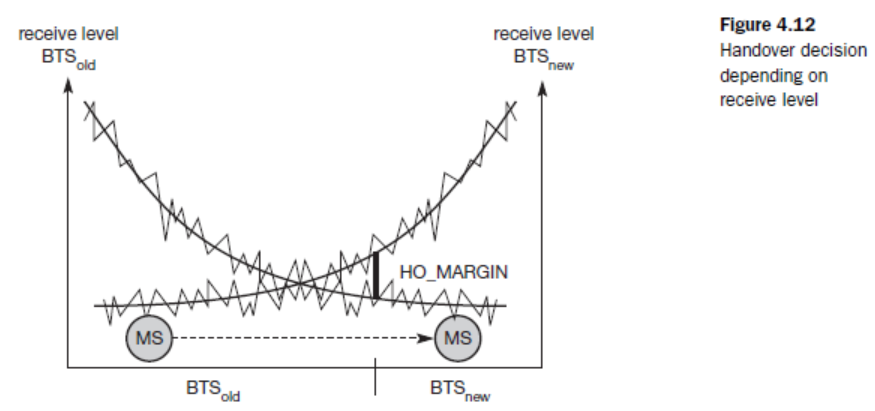 receive level
BTSold
receive level
BTSnew
Figure 4.12
Handover decision
depending on
receive level
HO_MARGIN
MS
MS
BTSold
BTSnew